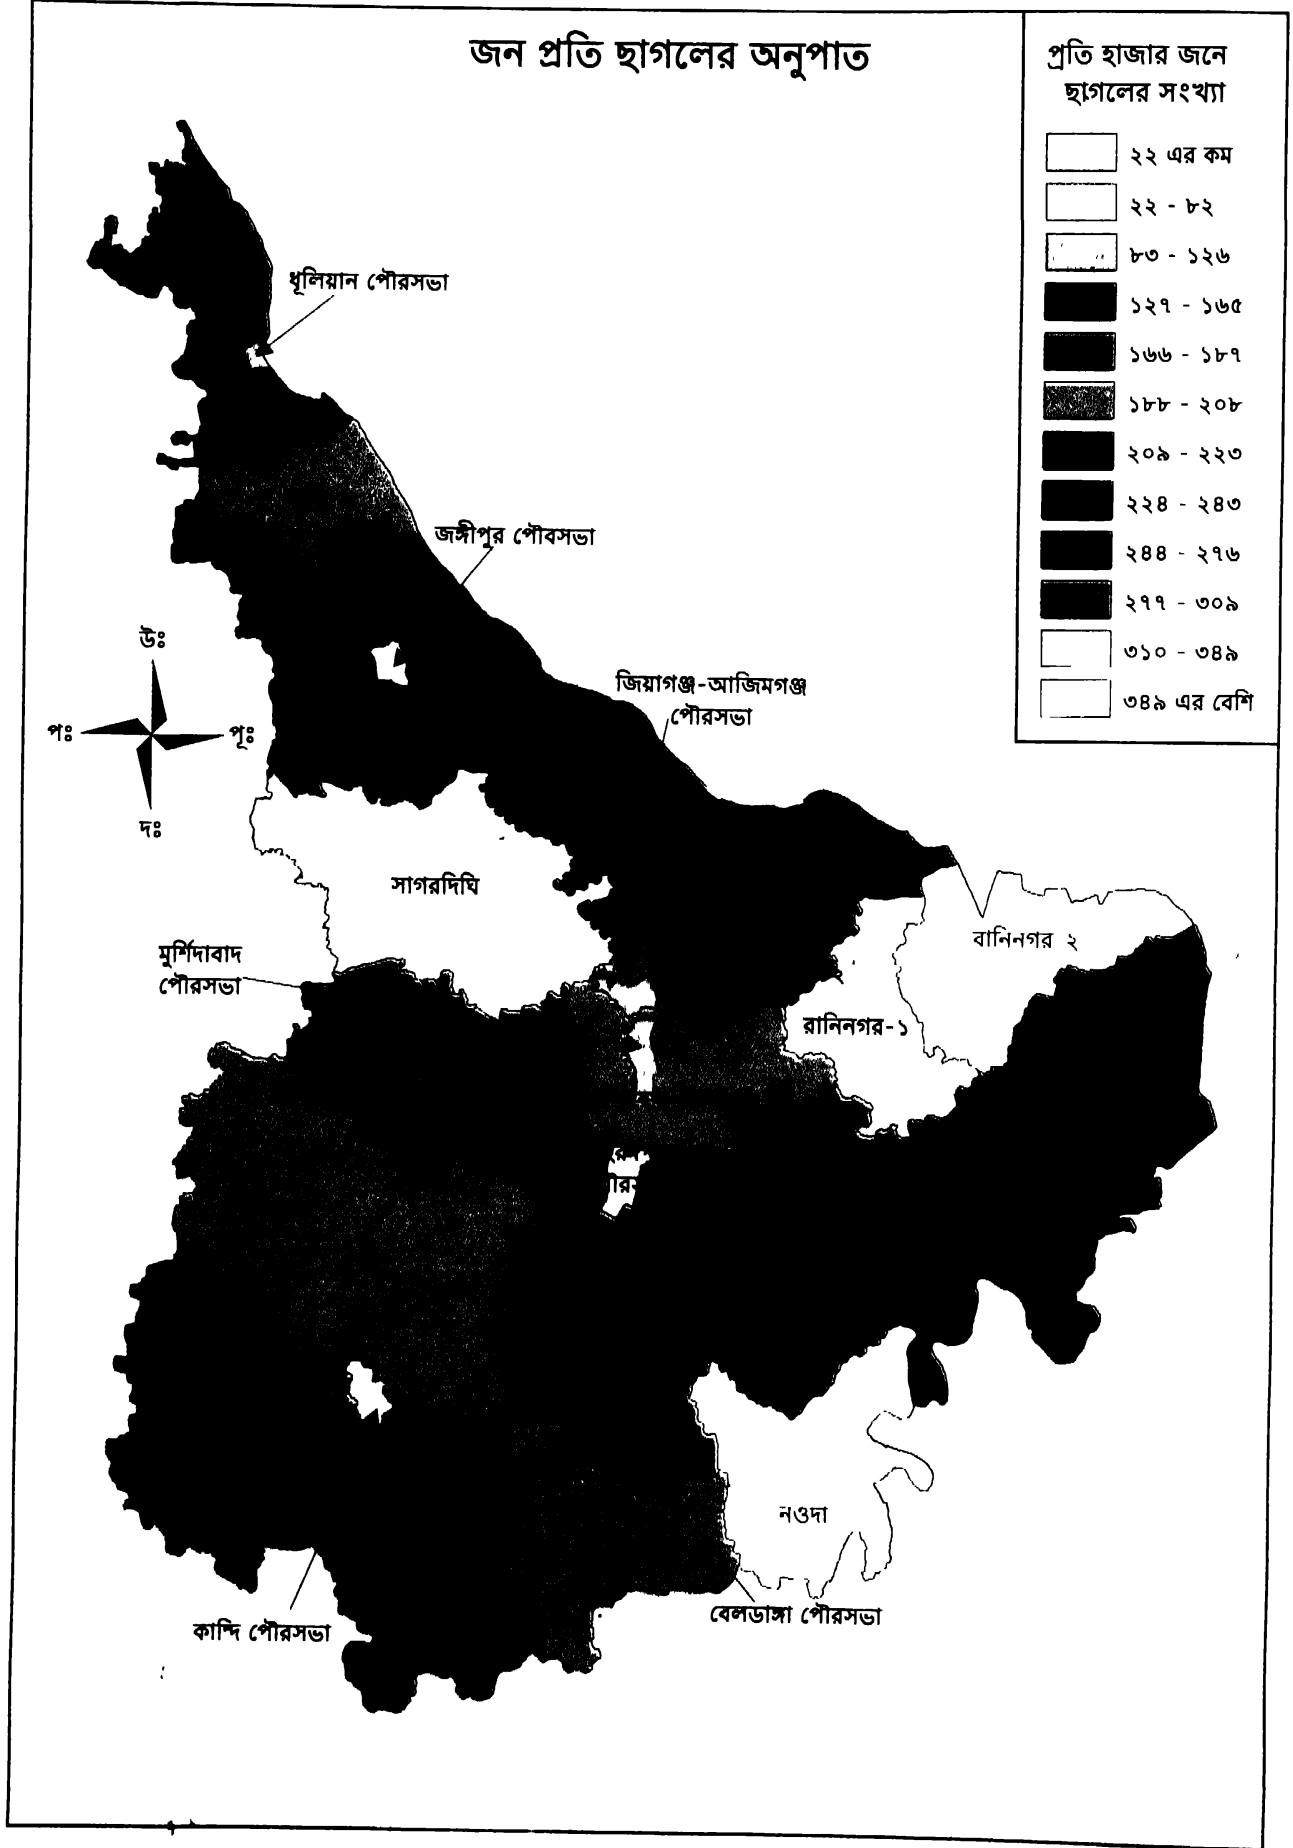 জন প্রতি ছাগলের অনুপাত
প্রতি হাজার জনে
ছাগলের সংখ্যা
২২ এর কম
২২ - ৮২
৮৩ - ১২৬
১২৭ - ১৬৫
১৬৬ - ১৮৭
১৮৮ - ২০৮
২০৯ - ২২৩
২২৪ - ২৪৩
২৪৪ - ২৭৬
২৭৭ - ৩০৯
৩১০ - ৩৪৯
৩৪৯ এর বেশি
ধূলিয়ান পৌরসভা
জঙ্গীপুর পৌবসভা
উঃ
পঃ
পূঃ
দঃ
জিয়াগঞ্জ-আজিমগঞ্জ
পৌরসভা
সাগরদিঘি
মুর্শিদাবাদ
পৌরসভা
বানিনগর ২
রানিনগর-১
নওদা
বেলডাঙ্গা পৌরসভা
কান্দি পৌরসভা